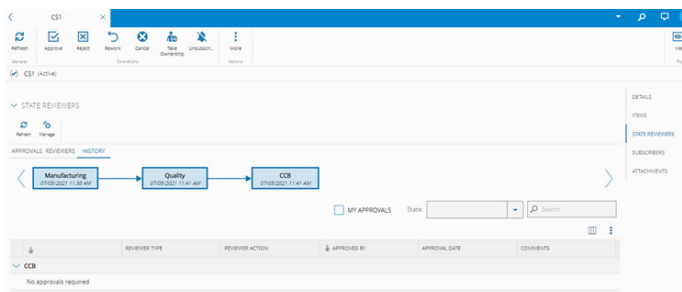 CS1
Refresh Approve Reject Rework Cancel Take Ownership Unsubscri... More
General Operations Actions
CS1 (Active)
STATE REVIEWERS
Refresh Manage
APPROVALS REVIEWERS HISTORY
Manufacturing Quality CCB
07/05/2021 11:38 AM 07/05/2021 11:41 AM 07/05/2021 11:41 AM
MY APPROVALS State: Search
REVIEWER TYPE REVIEWER ACTION APPROVED BY APPROVAL DATE COMMENTS
CCB
No approvals required
DETAILS
ITEMS
STATE REVIEWERS
SUBSCRIBERS
ATTACHMENTS